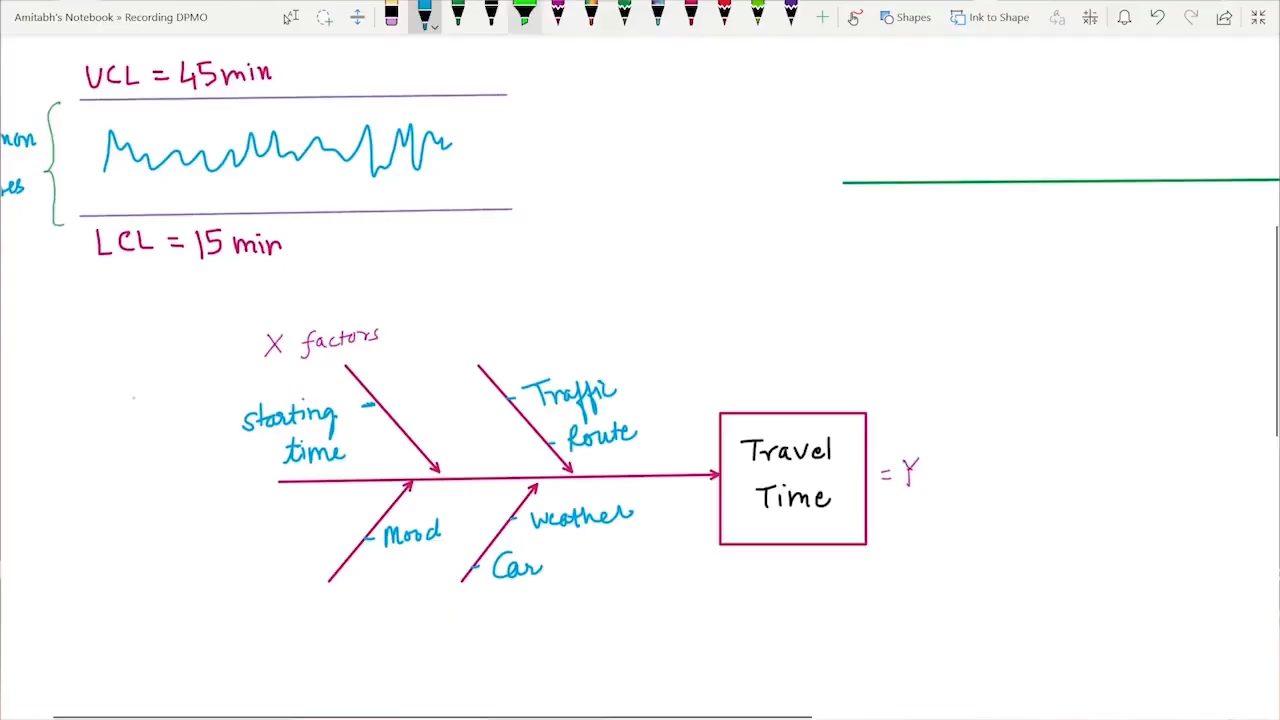 Amitabh's Notebook » Recording DPMO
Shapes
Ink to Shape
UCL = 45min
LCL = 15 min
X factors
starting
time
Traffic
Route
Mood
Weather
Car
Travel
Time
= Y